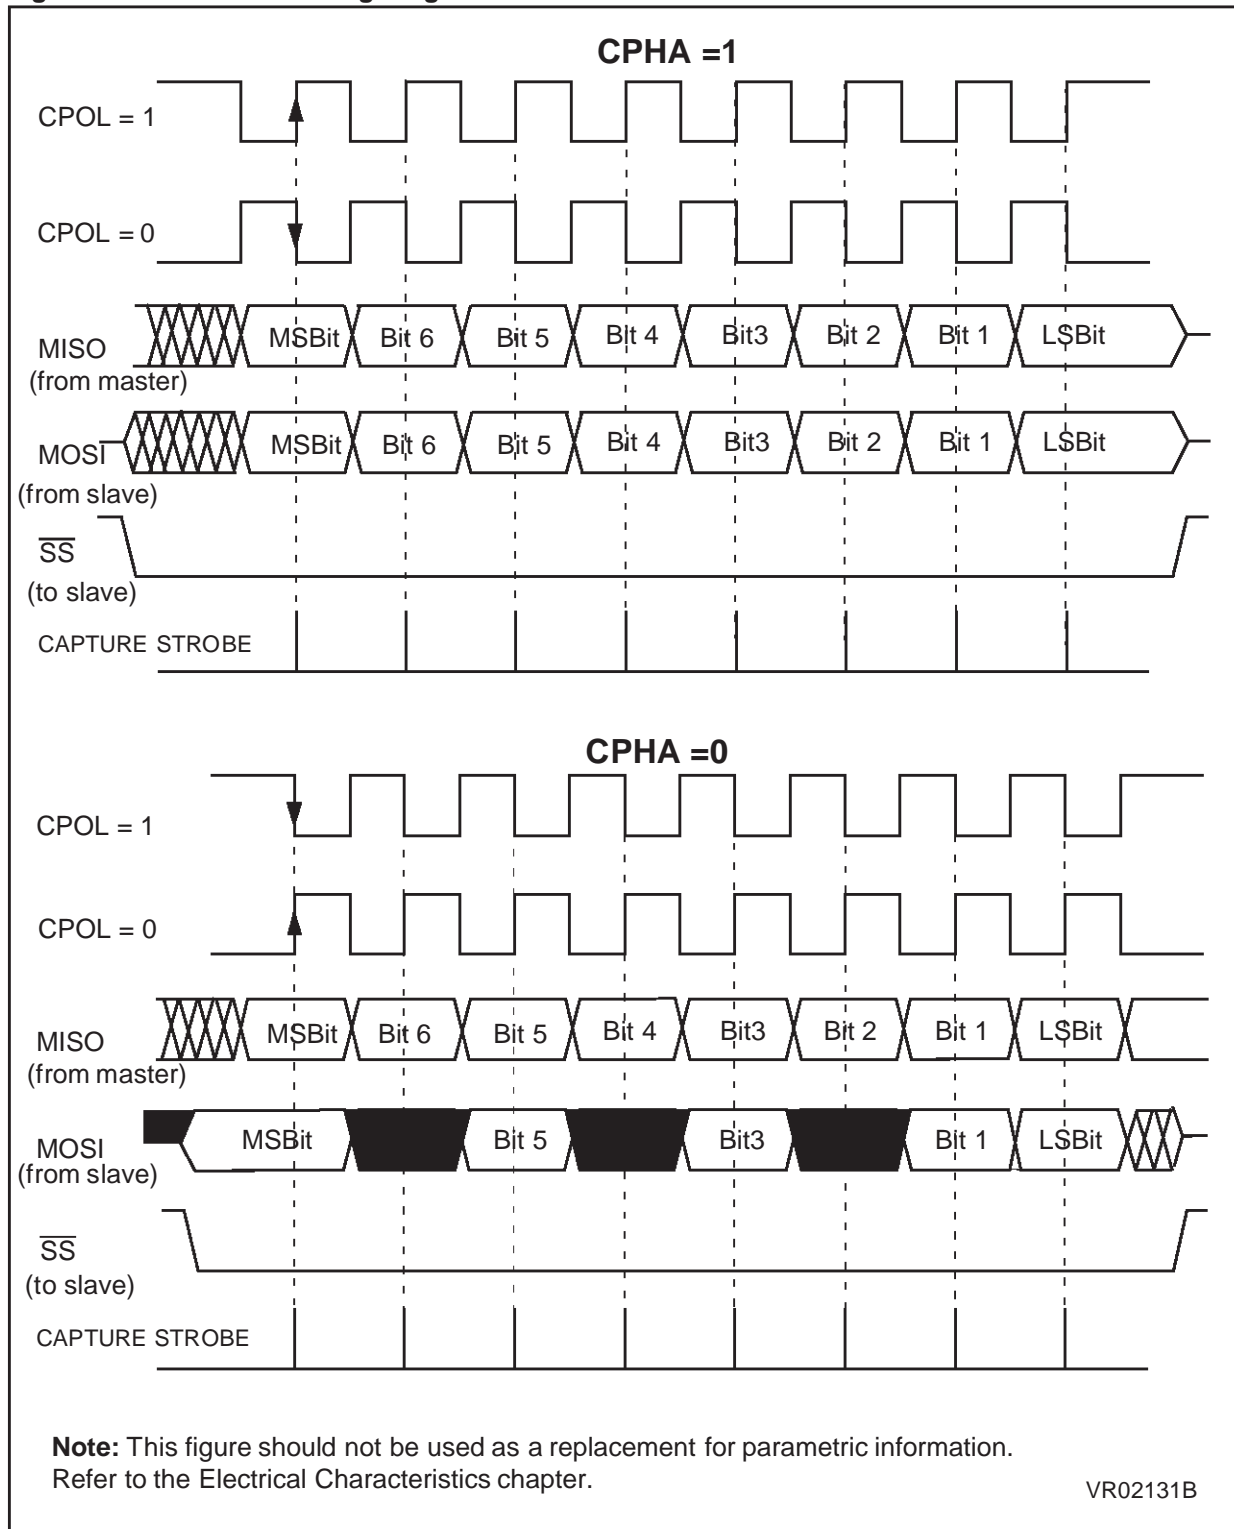 CPHA =1
CPOL = 1
CPOL = 0
MISO
(from master)
MSBit Bit 6 Bit 5 Bit 4 Bit3 Bit 2 Bit 1 LSBit
MOSI
(from slave)
MSBit Bit 6 Bit 5 Bit 4 Bit3 Bit 2 Bit 1 LSBit
SS
(to slave)
CAPTURE STROBE
CPHA =0
CPOL = 1
CPOL = 0
MISO
(from master)
MSBit Bit 6 Bit 5 Bit 4 Bit3 Bit 2 Bit 1 LSBit
MOSI
(from slave)
MSBit Bit 5 Bit3 Bit 1 LSBit
SS
(to slave)
CAPTURE STROBE
Note: This figure should not be used as a replacement for parametric information.
Refer to the Electrical Characteristics chapter.
VR02131B